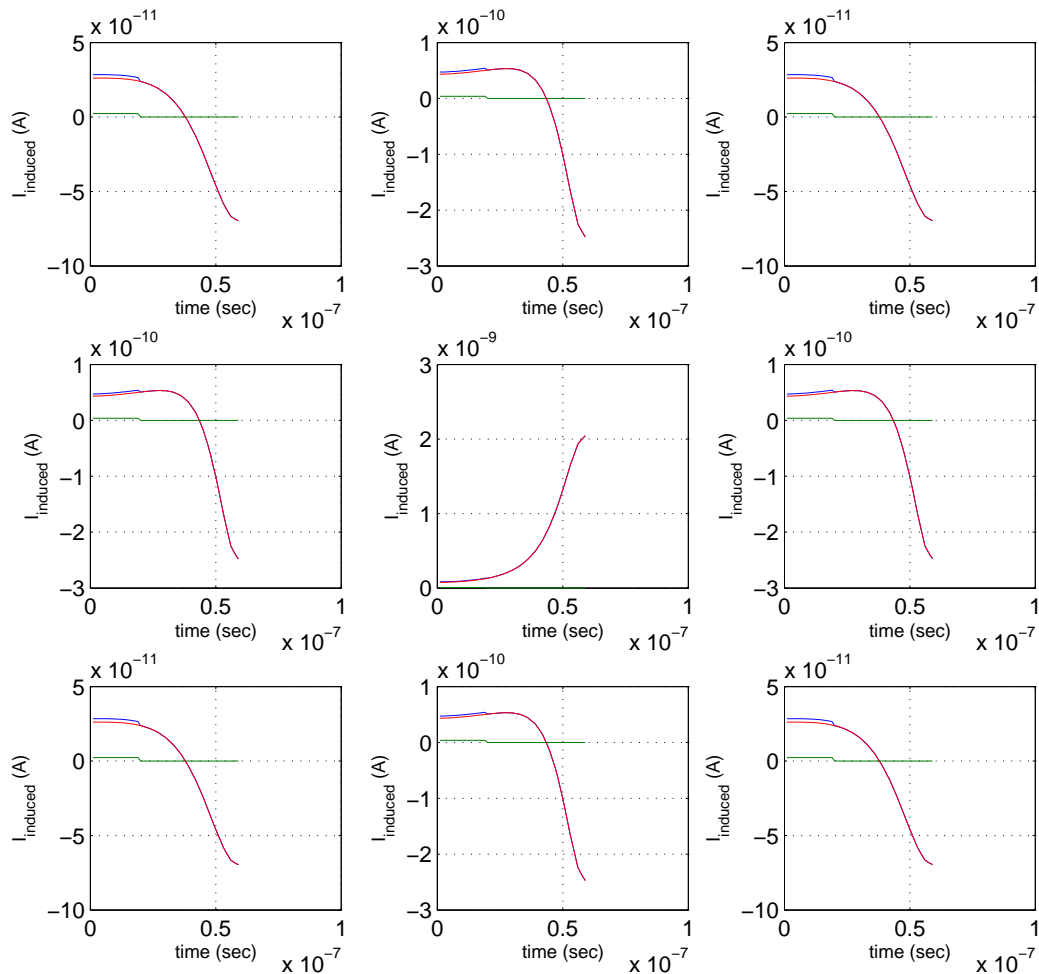 x 10−11 x 10−10 x 10−11
5 1 5
0 0 0
−1
−5 −5
−2
−10 −3 −10
0 0.5 1 0 0.5 1 0 0.5 1
I_induced (A) I_induced (A) I_induced (A)
time (sec) time (sec) time (sec)
x 10−7 x 10−7 x 10−7
x 10−10 x 10−9 x 10−10
1 3 1
0 0
2
−1 −1
1
−2 −2
−3 0 −3
0 0.5 1 0 0.5 1 0 0.5 1
I_induced (A) I_induced (A) I_induced (A)
time (sec) time (sec) time (sec)
x 10−7 x 10−7 x 10−7
x 10−11 x 10−10 x 10−11
5 1 5
0 0 0
−1
−5 −5
−2
−10 −3 −10
0 0.5 1 0 0.5 1 0 0.5 1
I_induced (A) I_induced (A) I_induced (A)
time (sec) time (sec) time (sec)
x 10−7 x 10−7 x 10−7